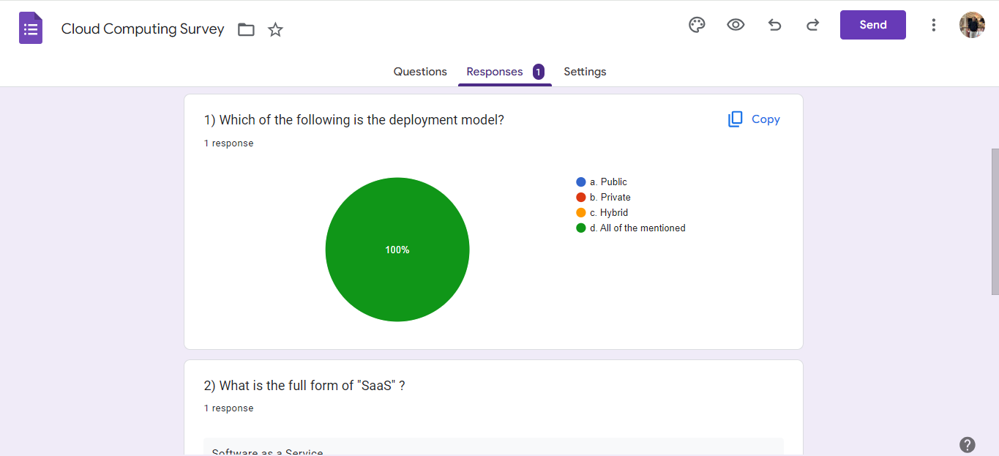 Cloud Computing Survey
Send
Questions
Responses 1
Settings
1) Which of the following is the deployment model?
Copy
1 response
a. Public
b. Private
c. Hybrid
d. All of the mentioned
100%
2) What is the full form of "SaaS" ?
1 response
Software as a Service